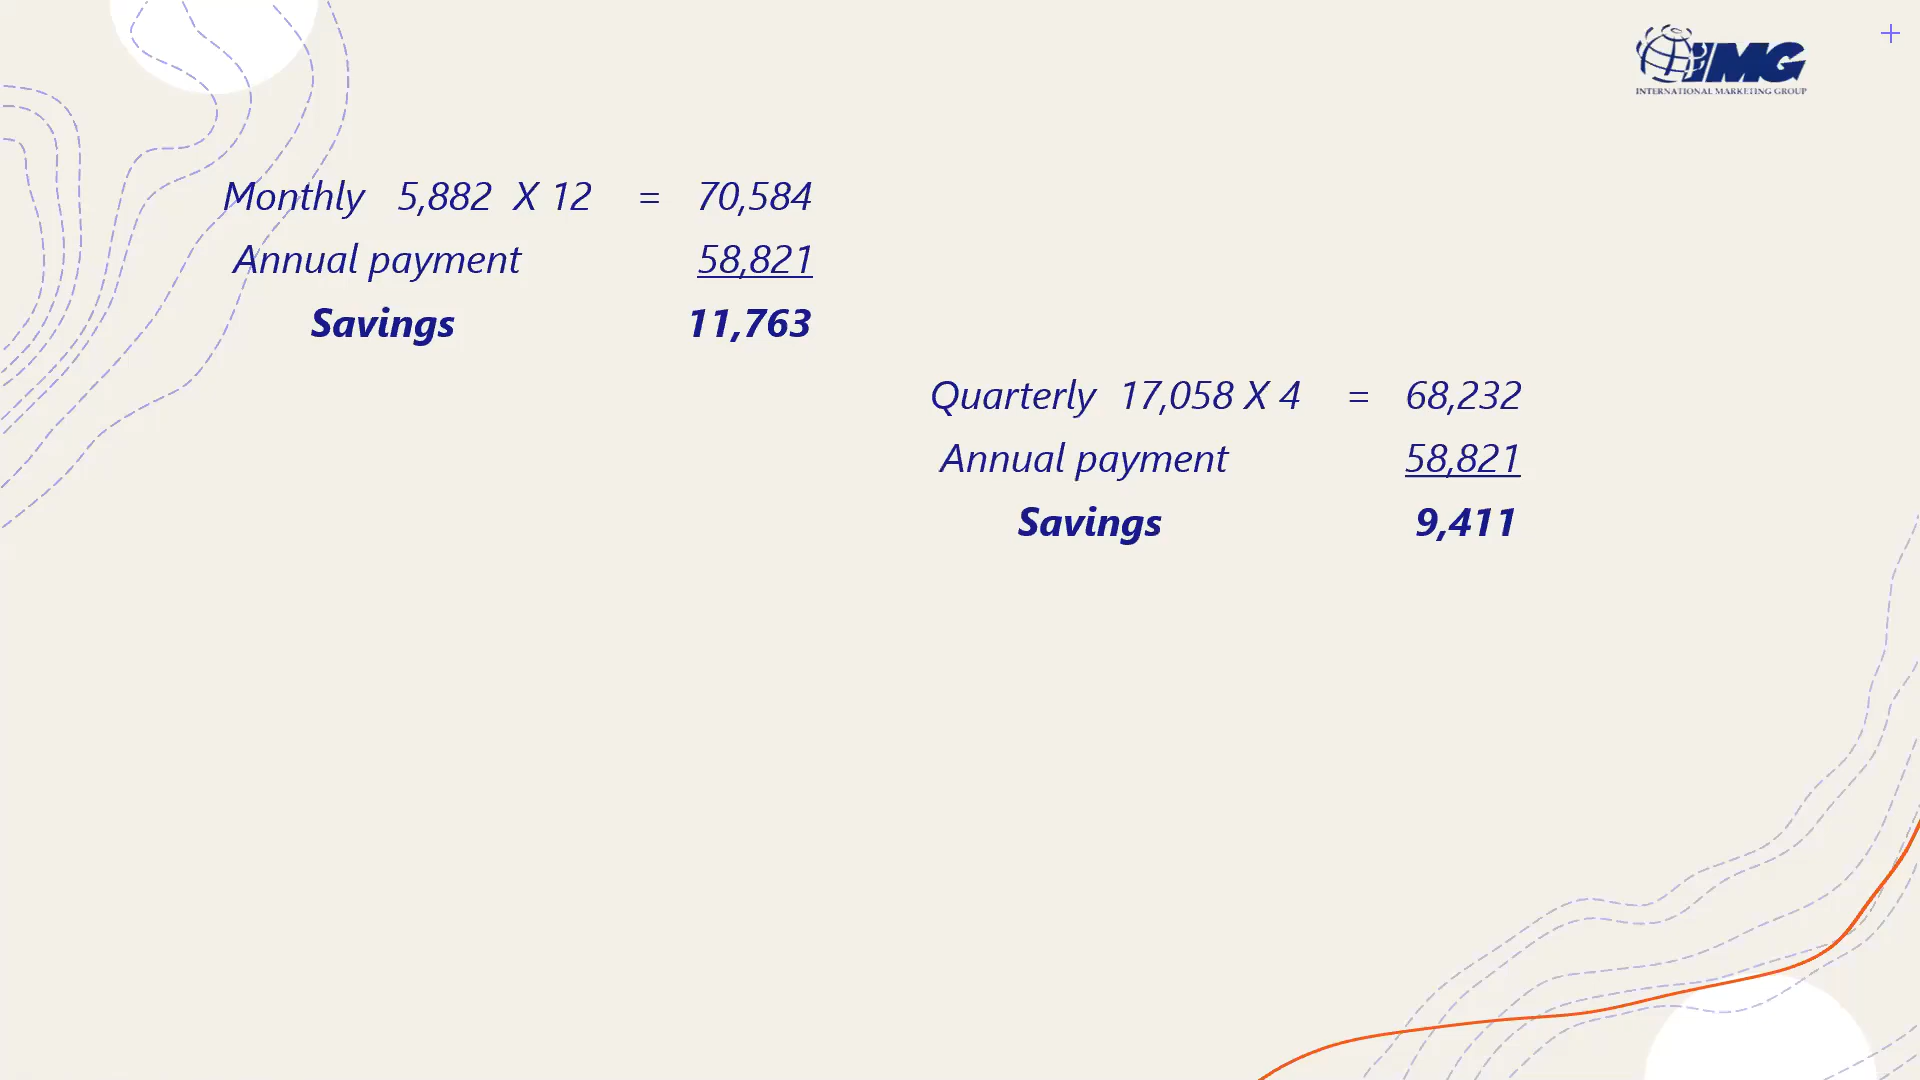 IMG
INTERNATIONAL MARKETING GROUP
Monthly 5,882 X 12 = 70,584
Annual payment 58,821
Savings 11,763
Quarterly 17,058 X 4 = 68,232
Annual payment 58,821
Savings 9,411